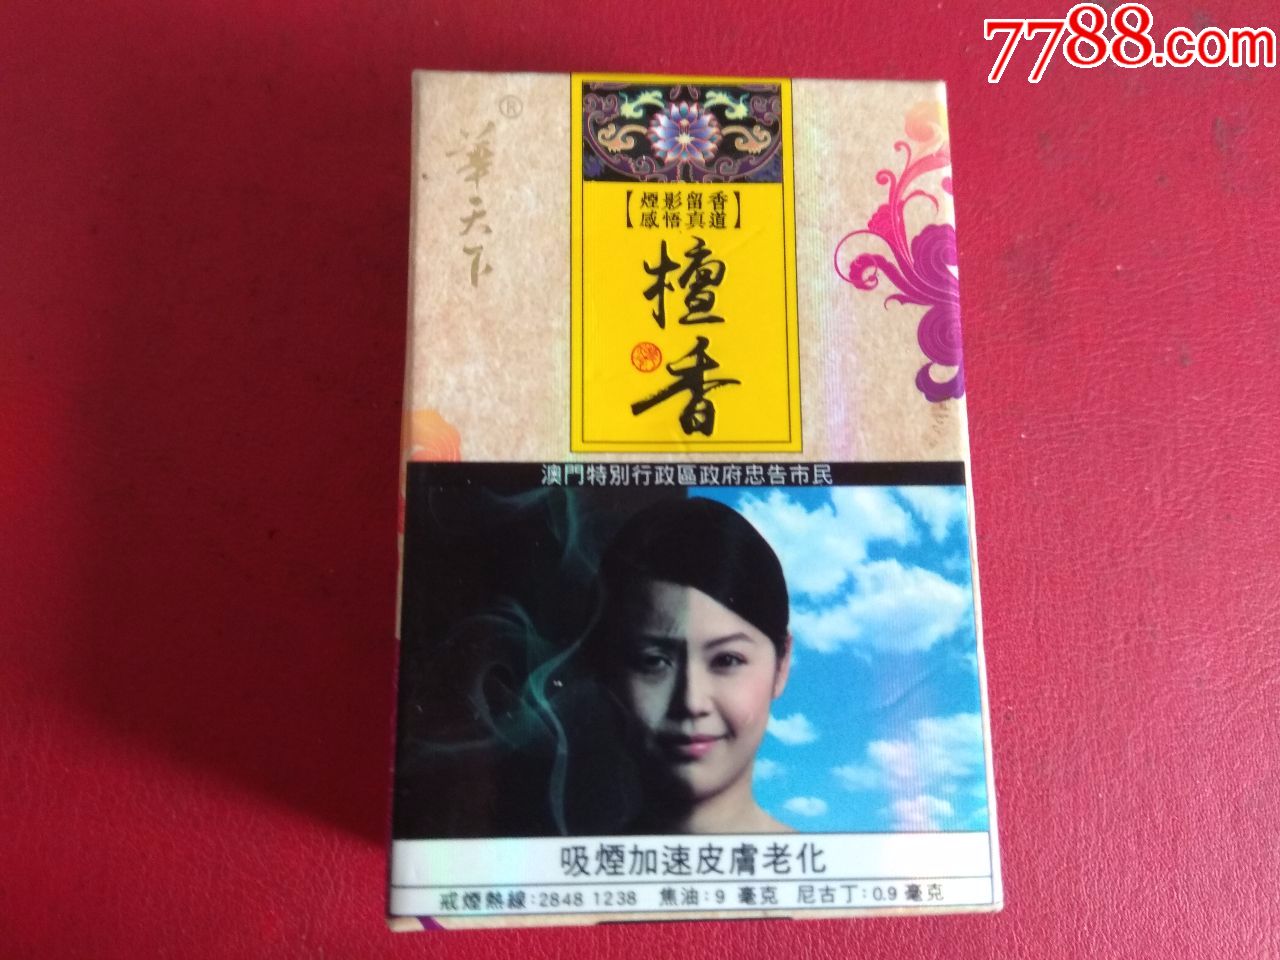 7788.com
華天下®
【煙影留香
感悟真道】
檀香
澳門特別行政區政府忠告市民
吸煙加速皮膚老化
戒煙熱線:2848 1238 焦油:9 毫克 尼古丁:0.9 毫克